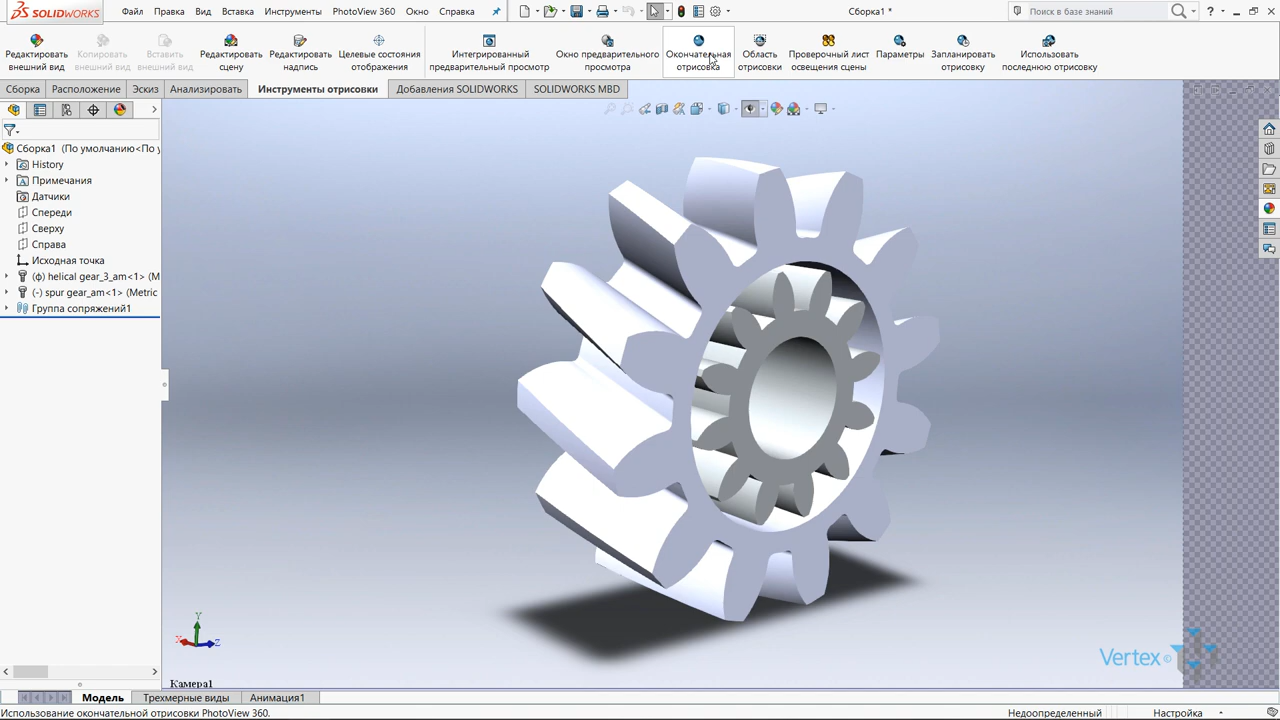 SOLIDWORKS
Файл Правка Вид Вставка Инструменты PhotoView 360 Окно Справка
Сборка1 *
Поиск в базе знаний
?
Редактировать
внешний вид
Копировать
внешний вид
Вставить
внешний вид
Редактировать
сцену
Редактировать
надпись
Целевые состояния
отображения
Интегрированный
предварительный просмотр
Окно предварительного
просмотра
Окончательная
отрисовка
Область
отрисовки
Проверочный лист
освещения сцены
Параметры
Запланировать
отрисовку
Использовать
последнюю отрисовку
Сборка Расположение Эскиз Анализировать Инструменты отрисовки Добавления SOLIDWORKS SOLIDWORKS MBD
Сборка1 (По умолчанию<По у
History
Примечания
Датчики
Спереди
Сверху
Справа
Исходная точка
(ф) helical gear_3_am<1> (M
(-) spur gear_am<1> (Metric
Группа сопряжений1
Y
X
Z
Камера1
Vertex ©
Модель Трехмерные виды Анимация1
Использование окончательной отрисовки PhotoView 360.
Недоопределенный
Настройка